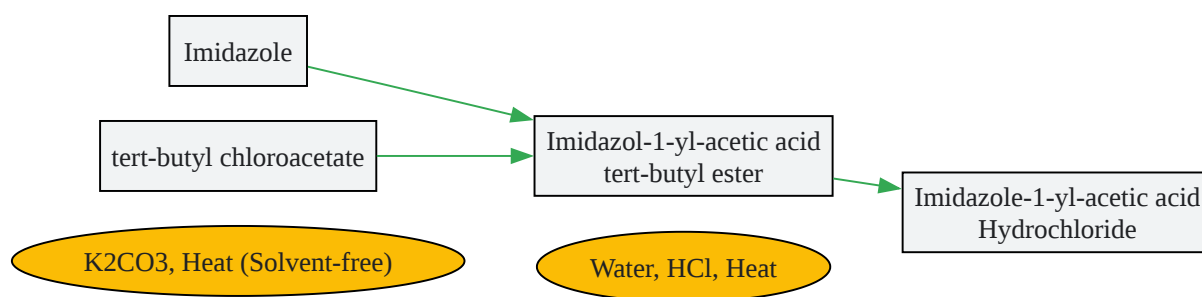 Imidazole
tert-butyl chloroacetate
Imidazol-1-yl-acetic acid
tert-butyl ester
Imidazole-1-yl-acetic acid
Hydrochloride
K2CO3, Heat (Solvent-free)
Water, HCl, Heat